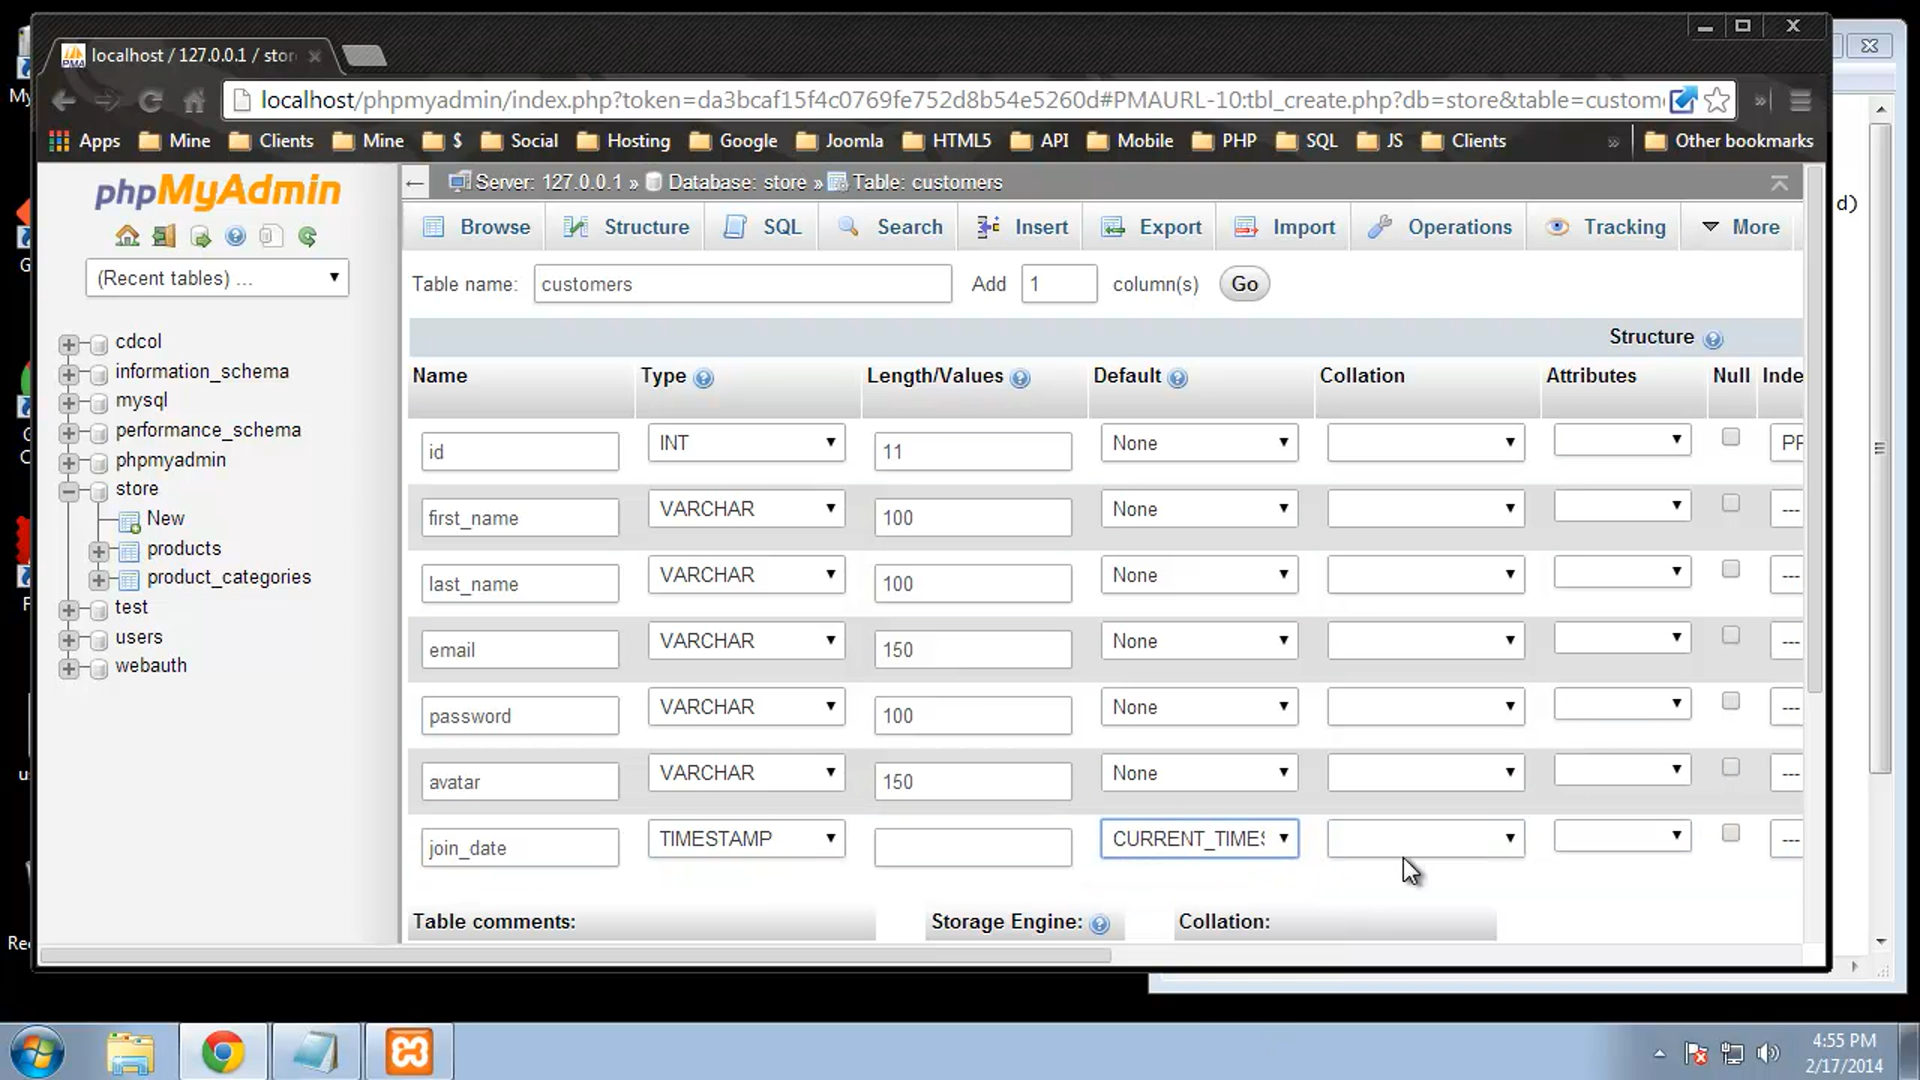 localhost / 127.0.0.1 / stor
localhost/phpmyadmin/index.php?token=da3bcaf15f4c0769fe752d8b54e5260d#PMAURL-10:tbl_create.php?db=store&table=custom
Apps Mine Clients Mine $ Social Hosting Google Joomla HTML5 API Mobile PHP SQL JS Clients » Other bookmarks
phpMyAdmin
(Recent tables) ...
cdcol
information_schema
mysql
performance_schema
phpmyadmin
store
New
products
product_categories
test
users
webauth
Server: 127.0.0.1 » Database: store » Table: customers
Browse Structure SQL Search Insert Export Import Operations Tracking More
Table name: customers Add 1 column(s) Go
Structure
Name Type Length/Values Default Collation Attributes Null Inde
id INT 11 None PF
first_name VARCHAR 100 None ---
last_name VARCHAR 100 None ---
email VARCHAR 150 None ---
password VARCHAR 100 None ---
avatar VARCHAR 150 None ---
join_date TIMESTAMP CURRENT_TIMES ---
Table comments: Storage Engine: Collation:
d)
My
Rec
4:55 PM
2/17/2014